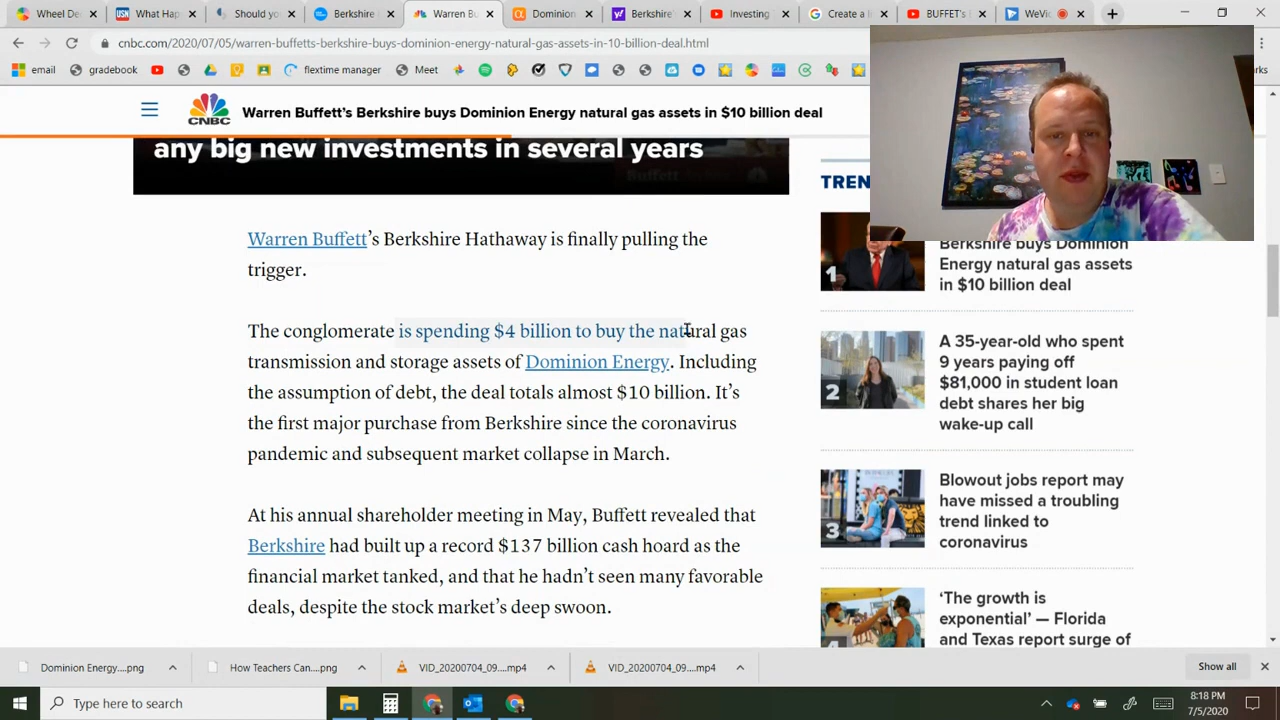 Wheel De
What Hap
Should yo
Berkshire
Warren Bu
Dominion
Berkshire'
Investing
Create a l
BUFFET's
WeVic
cnbc.com/2020/07/05/warren-buffetts-berkshire-buys-dominion-energy-natural-gas-assets-in-10-billion-deal.html
email
gradebook
flextime manager
Meet
CNBC
Warren Buffett's Berkshire buys Dominion Energy natural gas assets in $10 billion deal
any big new investments in several years
Warren Buffett's Berkshire Hathaway is finally pulling the
trigger.
The conglomerate is spending $4 billion to buy the natural gas
transmission and storage assets of Dominion Energy. Including
the assumption of debt, the deal totals almost $10 billion. It's
the first major purchase from Berkshire since the coronavirus
pandemic and subsequent market collapse in March.
At his annual shareholder meeting in May, Buffett revealed that
Berkshire had built up a record $137 billion cash hoard as the
financial market tanked, and that he hadn't seen many favorable
deals, despite the stock market's deep swoon.
TREN
1
Berkshire buys Dominion
Energy natural gas assets
in $10 billion deal
2
A 35-year-old who spent
9 years paying off
$81,000 in student loan
debt shares her big
wake-up call
3
Blowout jobs report may
have missed a troubling
trend linked to
coronavirus
4
'The growth is
exponential' — Florida
and Texas report surge of
Dominion Energy....png
How Teachers Can....png
VID_20200704_09....mp4
VID_20200704_09....mp4
Show all
Type here to search
8:18 PM
7/5/2020